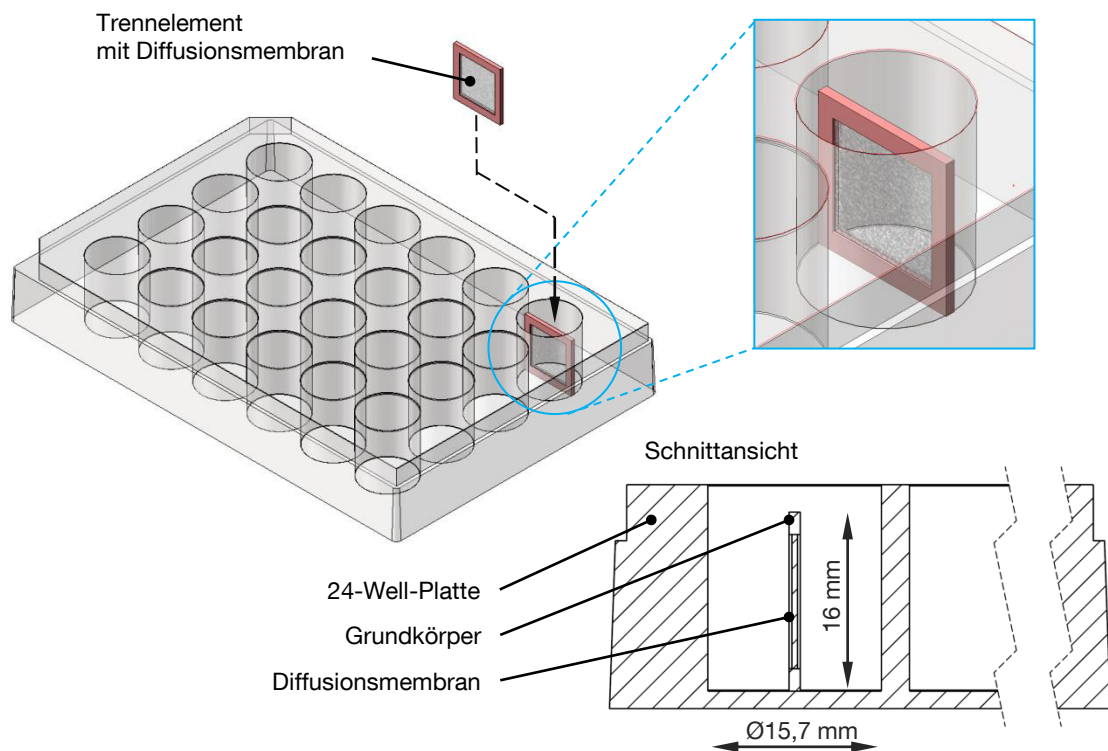 Trennelement
mit Diffusionsmembran
Schnittansicht
24-Well-Platte
Grundkörper
Diffusionsmembran
16 mm
Ø15,7 mm